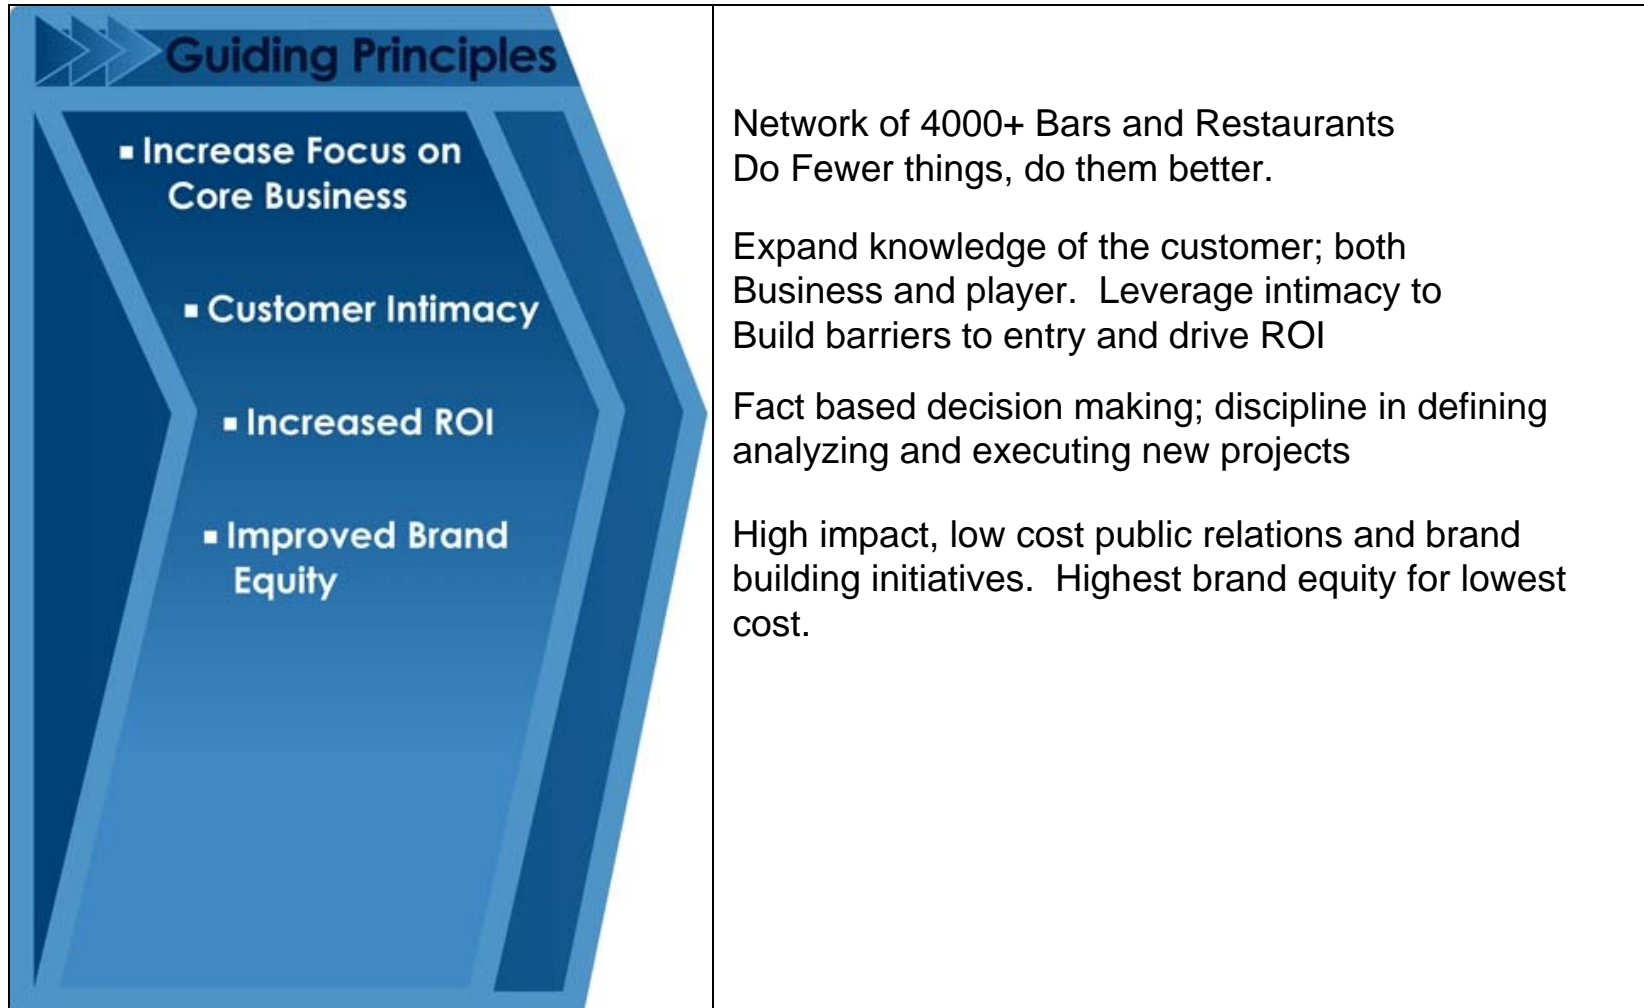 Guiding Principles
▪ Increase Focus on
Core Business
▪ Customer Intimacy
▪ Increased ROI
▪ Improved Brand
Equity
Network of 4000+ Bars and Restaurants
Do Fewer things, do them better.
Expand knowledge of the customer; both
Business and player.  Leverage intimacy to
Build barriers to entry and drive ROI
Fact based decision making; discipline in defining
analyzing and executing new projects
High impact, low cost public relations and brand
building initiatives.  Highest brand equity for lowest
cost.